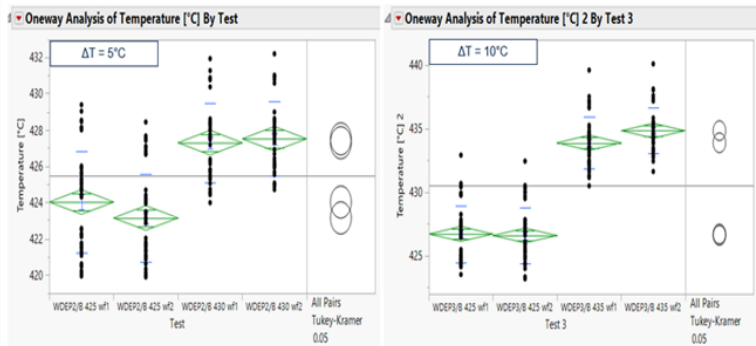 Oneway Analysis of Temperature [°C] By Test
ΔT = 5°C
432
430
428
426
424
422
420
Temperature [°C]
WDEP2/B 425 wf1
WDEP2/B 425 wf2
WDEP2/B 430 wf1
WDEP2/B 430 wf2
All Pairs
Tukey-Kramer
0.05
Test
Oneway Analysis of Temperature [°C] 2 By Test 3
ΔT = 10°C
440
435
430
425
Temperature [°C] 2
WDEP3/B 425 wf1
WDEP3/B 425 wf2
WDEP3/B 435 wf1
WDEP3/B 435 wf2
All Pairs
Tukey-Kramer
0.05
Test 3